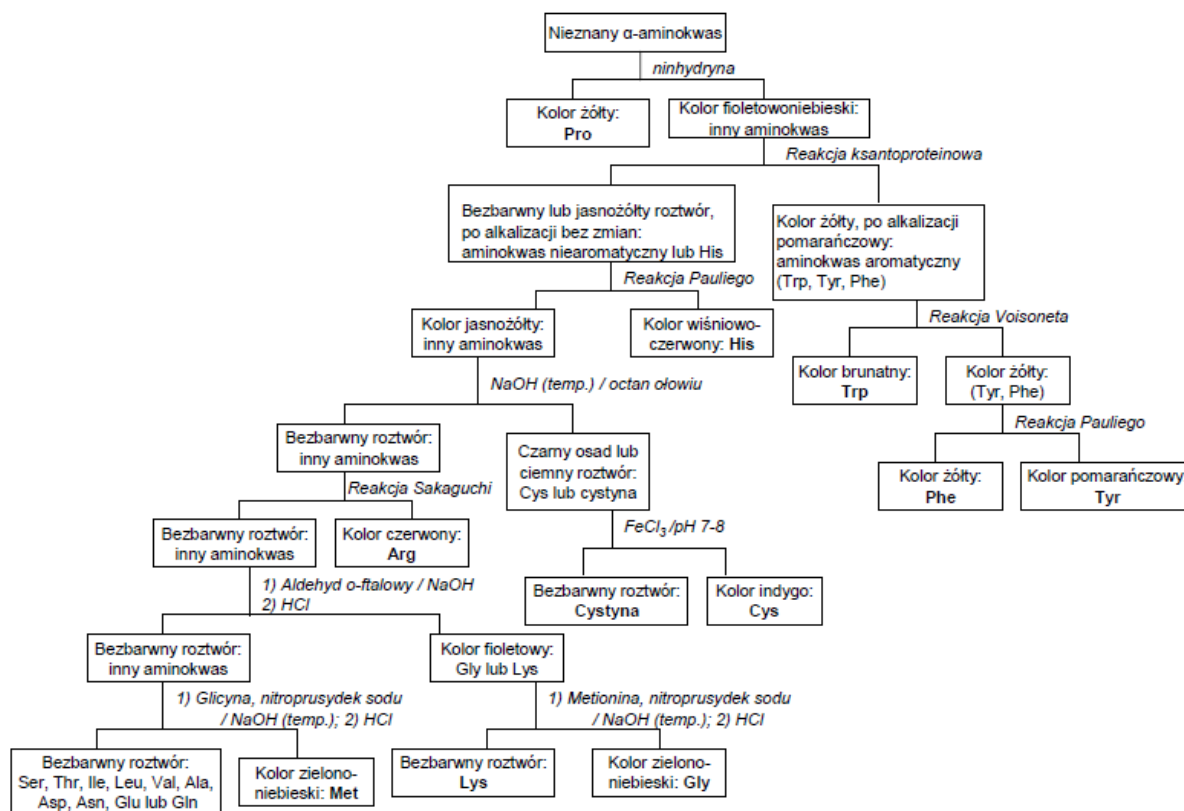 Nieznany α-aminokwas
ninhydryna
Kolor żółty:
Pro
Kolor fioletowoniebieski:
inny aminokwas
Reakcja ksantoproteinowa
Bezbarwny lub jasnożółty roztwór,
po alkalizacji bez zmian:
aminokwas niearomatyczny lub His
Kolor żółty, po alkalizacji
pomarańczowy:
aminokwas aromatyczny
(Trp, Tyr, Phe)
Reakcja Pauliego
Kolor jasnożółty:
inny aminokwas
Kolor wiśniowo-
czerwony: His
Reakcja Voisoneta
Kolor brunatny:
Trp
Kolor żółty:
(Tyr, Phe)
NaOH (temp.) / octan ołowiu
Reakcja Pauliego
Bezbarwny roztwór:
inny aminokwas
Czarny osad lub
ciemny roztwór:
Cys lub cystyna
Kolor żółty:
Phe
Kolor pomarańczowy:
Tyr
Reakcja Sakaguchi
FeCl₃/pH 7-8
Bezbarwny roztwór:
inny aminokwas
Kolor czerwony:
Arg
Bezbarwny roztwór:
Cystyna
Kolor indygo:
Cys
1) Aldehyd o-ftalowy / NaOH
2) HCl
Bezbarwny roztwór:
inny aminokwas
Kolor fioletowy:
Gly lub Lys
1) Glicyna, nitroprusydek sodu
/ NaOH (temp.); 2) HCl
1) Metionina, nitroprusydek sodu
/ NaOH (temp.); 2) HCl
Bezbarwny roztwór:
Ser, Thr, Ile, Leu, Val, Ala,
Asp, Asn, Glu lub Gln
Kolor zielono-
niebieski: Met
Bezbarwny roztwór:
Lys
Kolor zielono-
niebieski: Gly